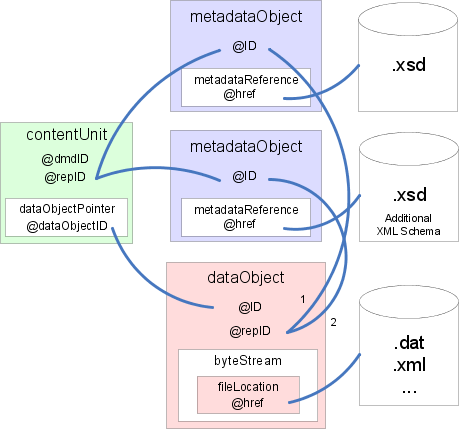 metadataObject
@ID
metadataReference
@href
.xsd
contentUnit
@dmdID
@repID
dataObjectPointer
@dataObjectID
metadataObject
@ID
metadataReference
@href
.xsd
Additional
XML Schema
dataObject
@ID
1
@repID
2
byteStream
fileLocation
@href
.dat
.xml
...